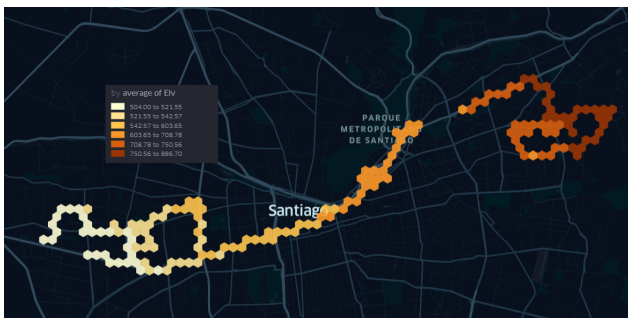 by average of Elv
504.00 to 521.55
521.55 to 542.57
542.57 to 603.65
603.65 to 708.78
708.78 to 750.56
750.56 to 886.70
PARQUE
METROPOLIT
DE SANTIAGO
Santiago